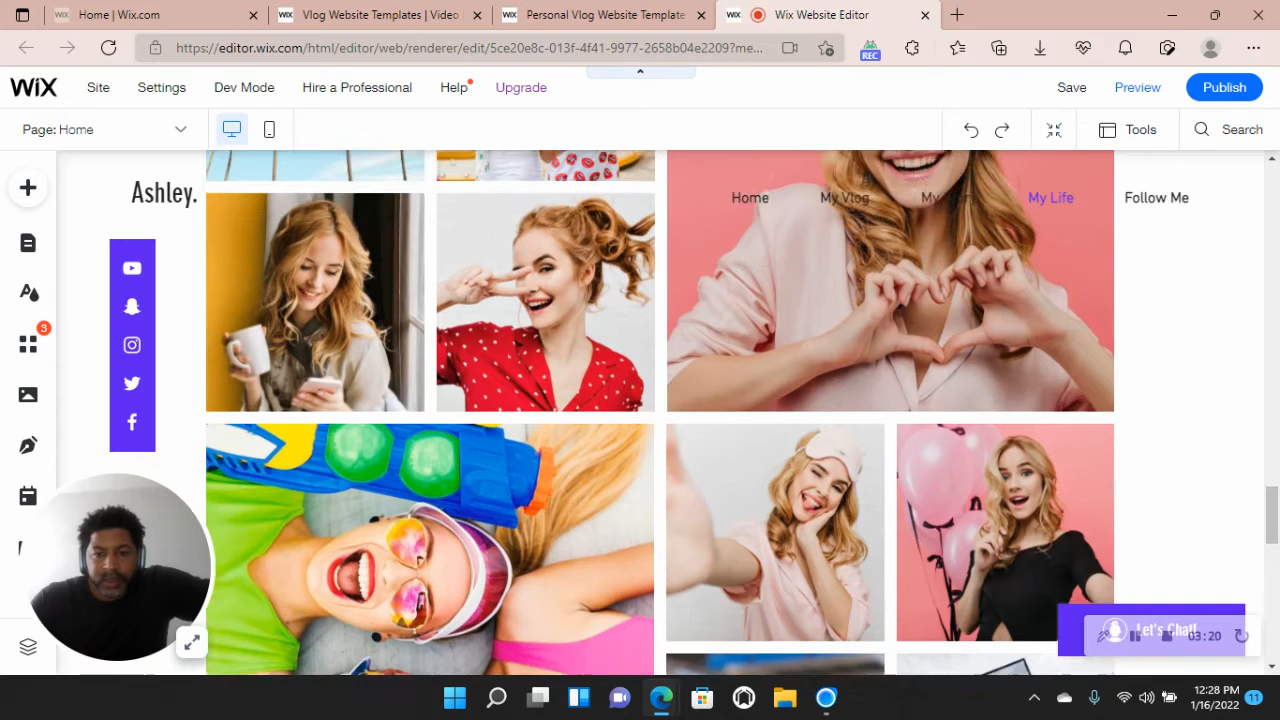 Home | Wix.com
Vlog Website Templates | Video
Personal Vlog Website Template
Wix Website Editor
https://editor.wix.com/html/editor/web/renderer/edit/5ce20e8c-013f-4f41-9977-2658b04e2209?me...
REC
WiX
Site
Settings
Dev Mode
Hire a Professional
Help
Upgrade
Save
Preview
Publish
Page: Home
Tools
Search
Ashley.
Home
My Vlog
My Life
Follow Me
3
Let's Chat!
03:20
12:28 PM
1/16/2022
11